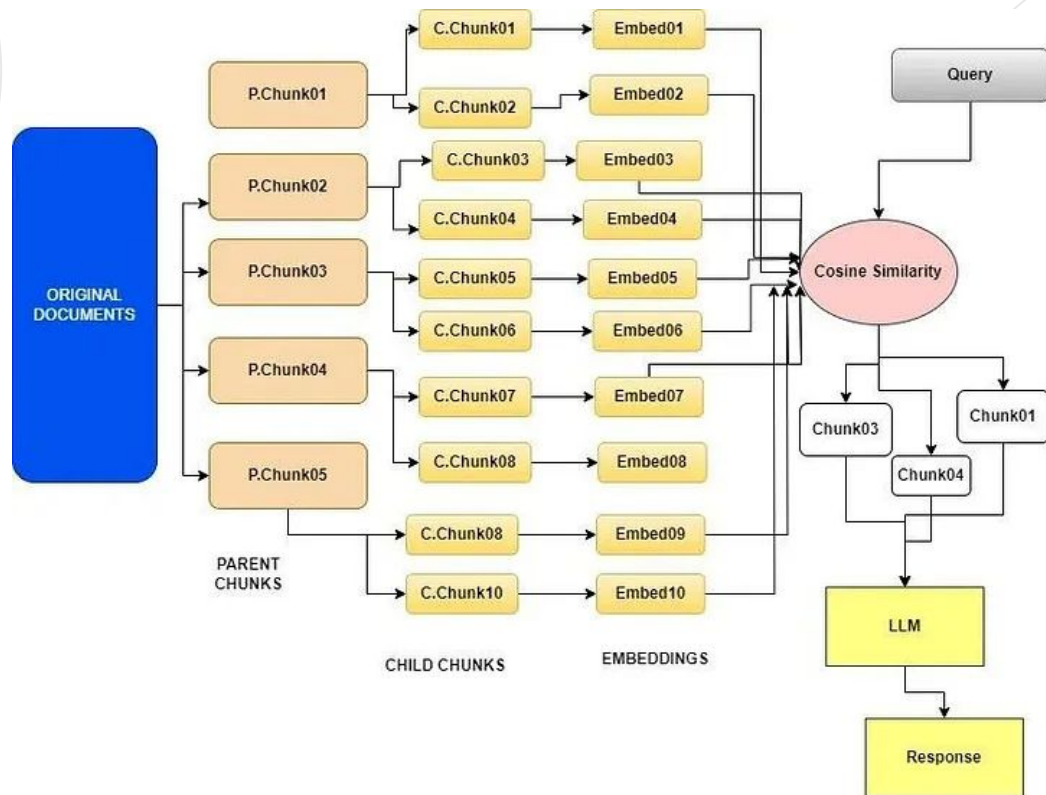 C.Chunk01
Embed01
P.Chunk01
Query
C.Chunk02
Embed02
P.Chunk02
C.Chunk03
Embed03
C.Chunk04
Embed04
P.Chunk03
C.Chunk05
Embed05
Cosine Similarity
ORIGINAL
DOCUMENTS
C.Chunk06
Embed06
P.Chunk04
C.Chunk07
Embed07
Chunk03
Chunk01
P.Chunk05
C.Chunk08
Embed08
Chunk04
C.Chunk08
Embed09
PARENT
CHUNKS
C.Chunk10
Embed10
LLM
CHILD CHUNKS
EMBEDDINGS
Response